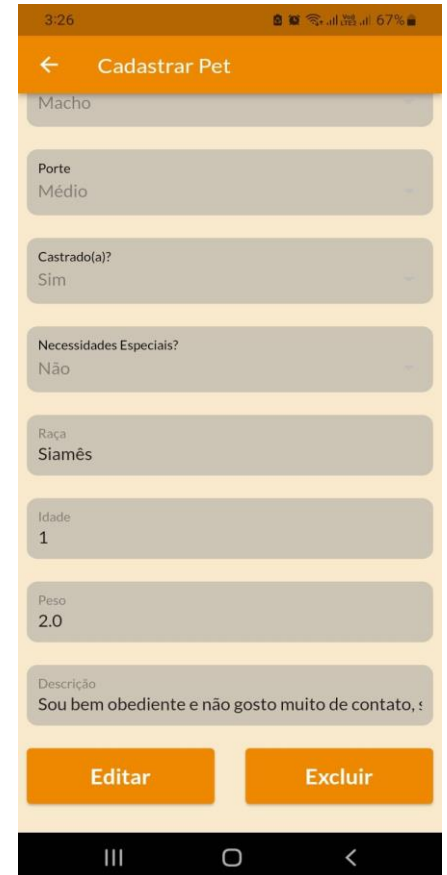 3:26
67%
Cadastrar Pet
Macho
Porte
Médio
Castrado(a)?
Sim
Necessidades Especiais?
Não
Raça
Siamês
Idade
1
Peso
2.0
Descrição
Sou bem obediente e não gosto muito de contato,
Editar
Excluir